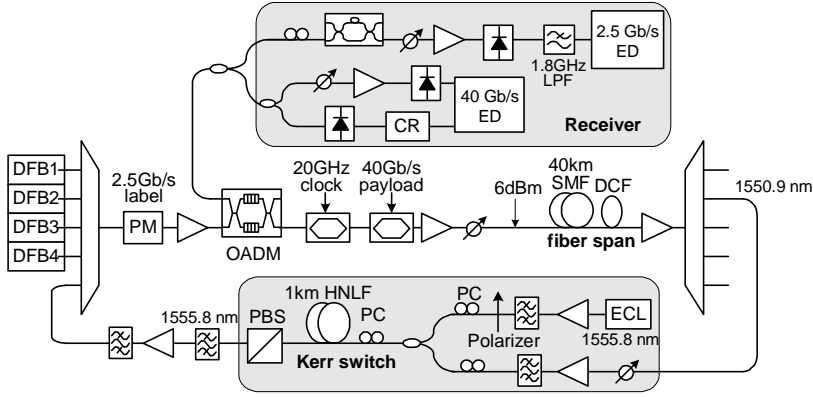 2.5 Gb/s
ED
1.8GHz
LPF
40 Gb/s
ED
CR
Receiver
DFB1
DFB2
DFB3
DFB4
2.5Gb/s
label
PM
OADM
20GHz
clock
40Gb/s
payload
6dBm
40km
SMF
DCF
fiber span
1550.9 nm
1555.8 nm
PBS
1km HNLF
PC
Kerr switch
PC
Polarizer
ECL
1555.8 nm